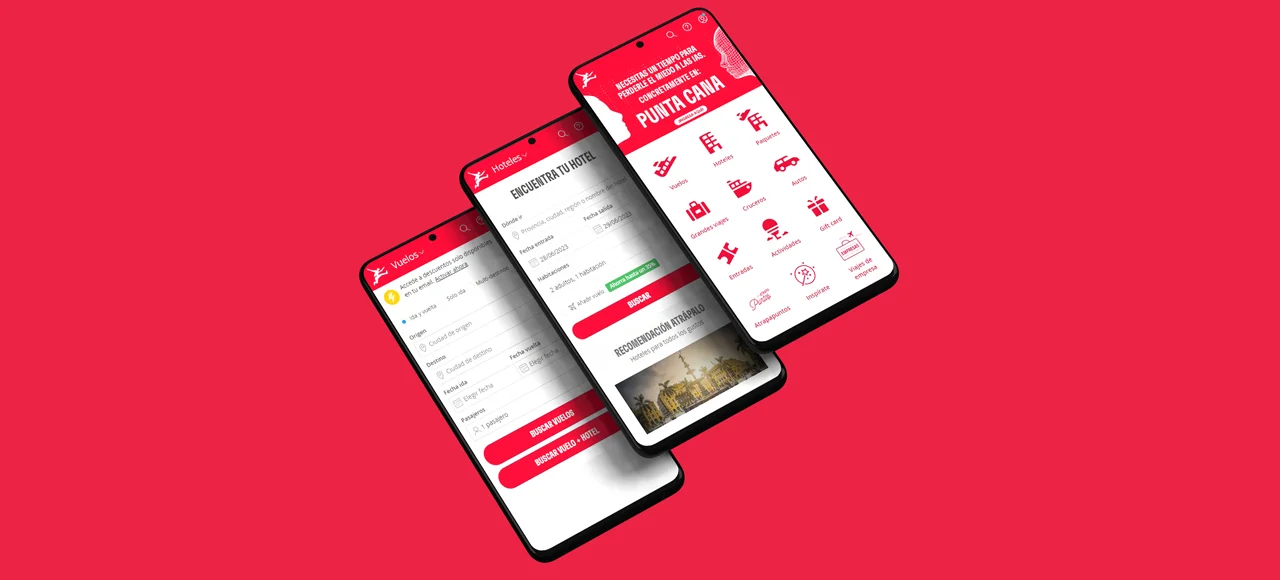 Vuelos
Accede a descuentos solo disponibles
en tu email. Activar ahora
Ida y vuelta
Solo ida
Multi-destino
Origen
Ciudad de origen
Destino
Ciudad de destino
Fecha ida
Fecha vuelta
Elegir fecha
Elegir fecha
Pasajeros
1 pasajero
BUSCAR VUELOS
BUSCAR VUELO + HOTEL
Hoteles
ENCUENTRA TU HOTEL
Dónde ir
Provincia, ciudad, región o nombre del hotel
Fecha entrada
Fecha salida
28/06/2023
29/06/2023
Habitaciones
2 adultos, 1 habitación
Añadir vuelo
Ahorra hasta un 35%
BUSCAR
RECOMENDACIÓN ATRÁPALO
Hoteles para todos los gustos
NECESITAS UN TIEMPO PARA
PERDERLE EL MIEDO A LAS IAS.
CONCRETAMENTE EN:
PUNTA CANA
Vuelos
Hoteles
Paquetes
Grandes viajes
Cruceros
Autos
Entradas
Actividades
Gift card
Atrapapuntos
Inspírate
EMPRESAS
Viajes de
empresa